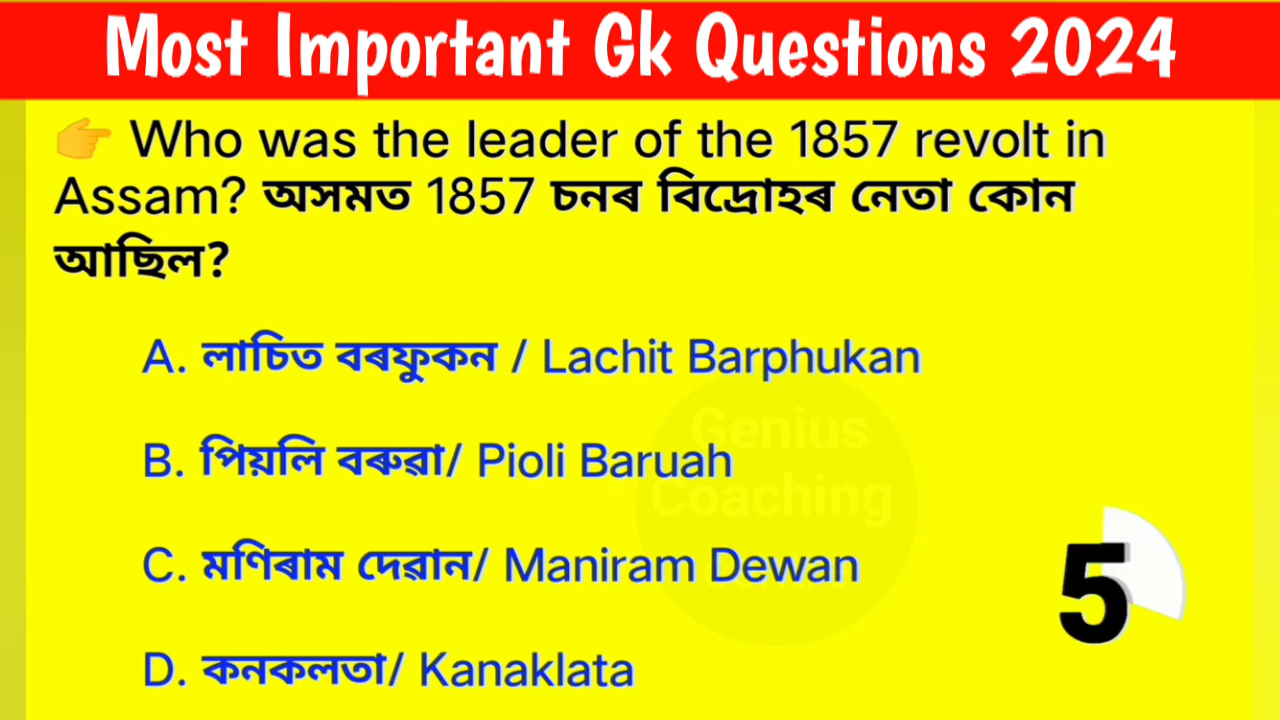 Most Important Gk Questions 2024
👉 Who was the leader of the 1857 revolt in
Assam? অসমত 1857 চনৰ বিদ্ৰোহৰ নেতা কোন
আছিল?
A. লাচিত বৰফুকন / Lachit Barphukan
Genius
B. পিয়লি বৰুৱা/ Pioli Baruah
Coaching
C. মণিৰাম দেৱান/ Maniram Dewan
5
D. কনকলতা/ Kanaklata